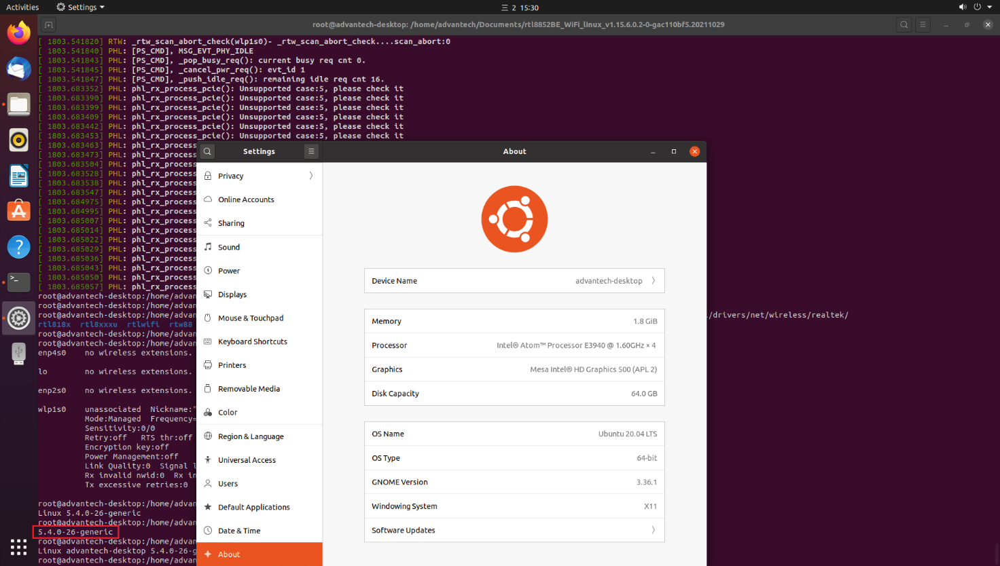 Activities
Settings
三 2 15:30
root@advantech-desktop: /home/advantech/Documents/rtl8852BE_WiFi_linux_v1.15.6.0.2-0-gac110bf5.20211029
[ 1803.541820] RTW: _rtw_scan_abort_check(wlp1s0)- _rtw_scan_abort_check....scan_abort:0
[ 1803.541840] PHL: [PS_CMD], MSG_EVT_PHY_IDLE
[ 1803.541843] PHL: [PS_CMD], _pop_busy_req(): current busy req cnt 0.
[ 1803.541845] PHL: [PS_CMD], _cancel_pwr_req(): evt_id 1
[ 1803.541847] PHL: [PS_CMD], _push_idle_req(): remaining idle req cnt 16.
[ 1803.683352] PHL: phl_rx_process_pcie(): Unsupported case:5, please check it
[ 1803.683390] PHL: phl_rx_process_pcie(): Unsupported case:5, please check it
[ 1803.683399] PHL: phl_rx_process_pcie(): Unsupported case:5, please check it
[ 1803.683409] PHL: phl_rx_process_pcie(): Unsupported case:5, please check it
[ 1803.683442] PHL: phl_rx_process_pcie(): Unsupported case:5, please check it
[ 1803.683453] PHL: phl_rx_process_pcie(): Unsupported case:5, please check it
[ 1803.683463] PHL: phl_rx_process
[ 1803.683473] PHL: phl_rx_process
[ 1803.683504] PHL: phl_rx_process
[ 1803.683528] PHL: phl_rx_process
[ 1803.683538] PHL: phl_rx_process
[ 1803.683547] PHL: phl_rx_process
[ 1803.684975] PHL: phl_rx_process
[ 1803.684995] PHL: phl_rx_process
[ 1803.685007] PHL: phl_rx_process
[ 1803.685014] PHL: phl_rx_process
[ 1803.685022] PHL: phl_rx_process
[ 1803.685029] PHL: phl_rx_process
[ 1803.685036] PHL: phl_rx_process
[ 1803.685043] PHL: phl_rx_process
[ 1803.685050] PHL: phl_rx_process
[ 1803.685057] PHL: phl_rx_process
root@advantech-desktop:/home/advan
root@advantech-desktop:/home/advan
root@advantech-desktop:/home/advan
/drivers/net/wireless/realtek/
rtl818x rtl8xxxu rtlwifi rtw88
root@advantech-desktop:/home/advan
root@advantech-desktop:/home/advan
enp4s0 no wireless extensions.
lo no wireless extensions.
enp2s0 no wireless extensions.
wlp1s0 unassociated Nickname:"
Mode:Managed Frequency=
Sensitivity:0/0
Retry:off RTS thr:off
Encryption key:off
Power Management:off
Link Quality:0 Signal l
Rx invalid nwid:0 Rx in
Tx excessive retries:0
root@advantech-desktop:/home/advan
Linux 5.4.0-26-generic
root@advantech-desktop:/home/advan
5.4.0-26-generic
root@advantech-desktop:/home/advan
Linux advantech-desktop 5.4.0-26-g
root@advantech-desktop:/home/advan
Settings
Privacy
Online Accounts
Sharing
Sound
Power
Displays
Mouse & Touchpad
Keyboard Shortcuts
Printers
Removable Media
Color
Region & Language
Universal Access
Users
Default Applications
Date & Time
About
About
Device Name advantech-desktop
Memory 1.8 GiB
Processor Intel® Atom™ Processor E3940 @ 1.60GHz × 4
Graphics Mesa Intel® HD Graphics 500 (APL 2)
Disk Capacity 64.0 GB
OS Name Ubuntu 20.04 LTS
OS Type 64-bit
GNOME Version 3.36.1
Windowing System X11
Software Updates